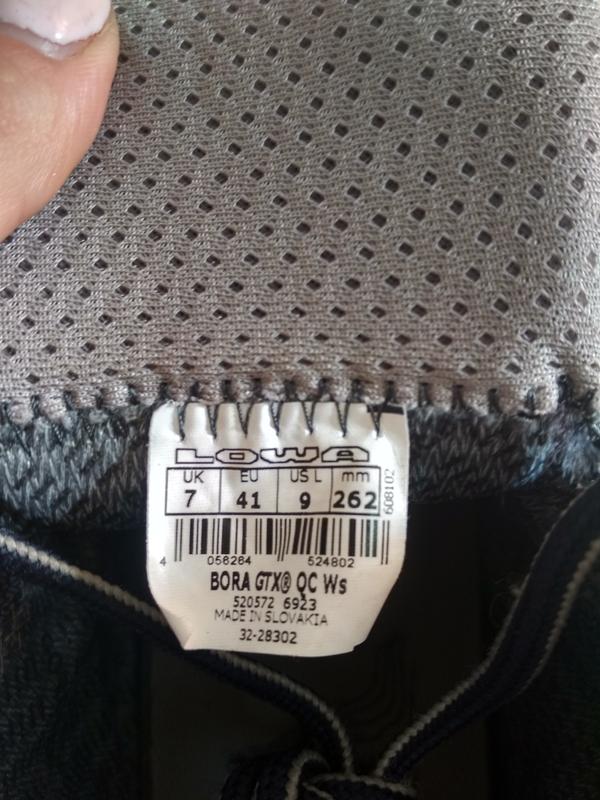 LOWA
UK EU US L mm
7 41 9 262
608102
4 056284 524802
BORA GTX® QC Ws
520572 6923
MADE IN SLOVAKIA
32-28302